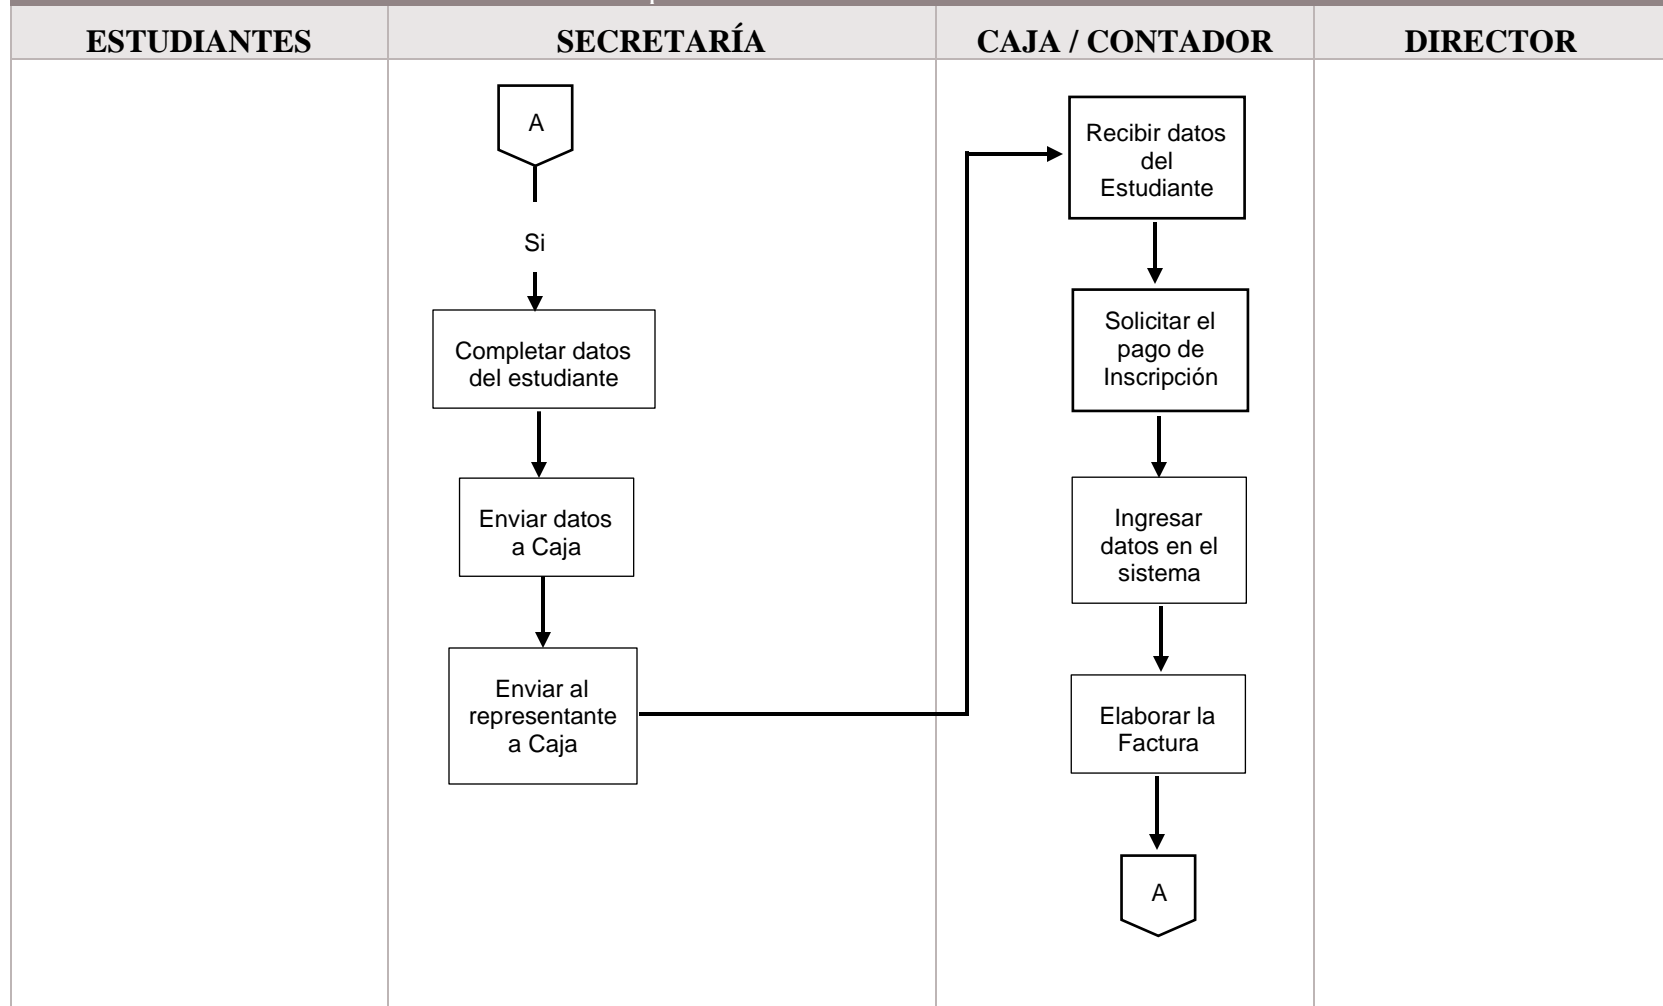 ESTUDIANTES
SECRETARÍA
CAJA / CONTADOR
DIRECTOR
A
Si
Completar datos
del estudiante
Enviar datos
a Caja
Enviar al
representante
a Caja
Recibir datos
del
Estudiante
Solicitar el
pago de
Inscripción
Ingresar
datos en el
sistema
Elaborar la
Factura
A